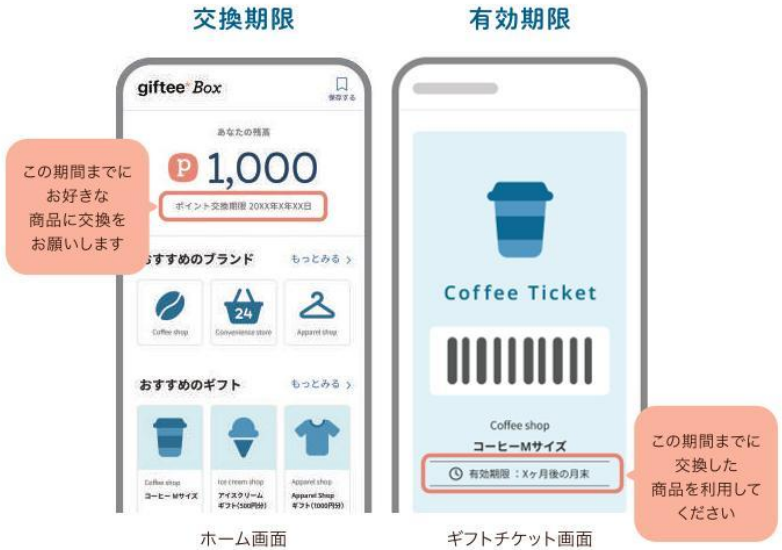 交換期限
有効期限
giftee Box
保存する
あなたの残高
p 1,000
ポイント交換期限 20XX年X年XX日
この期間までに
お好きな
商品に交換を
お願いします
おすすめのブランド
もっとみる
24
Coffee shop
Convenience store
Apparel shop
おすすめのギフト
もっとみる
Coffee shop
コーヒー Mサイズ
Ice cream shop
アイスクリーム
ギフト(500円分)
Apparel shop
Apparel Shop
ギフト(1000円分)
ホーム画面
Coffee Ticket
Coffee shop
コーヒーMサイズ
有効期限 : Xヶ月後の月末
この期間までに
交換した
商品を利用して
ください
ギフトチケット画面